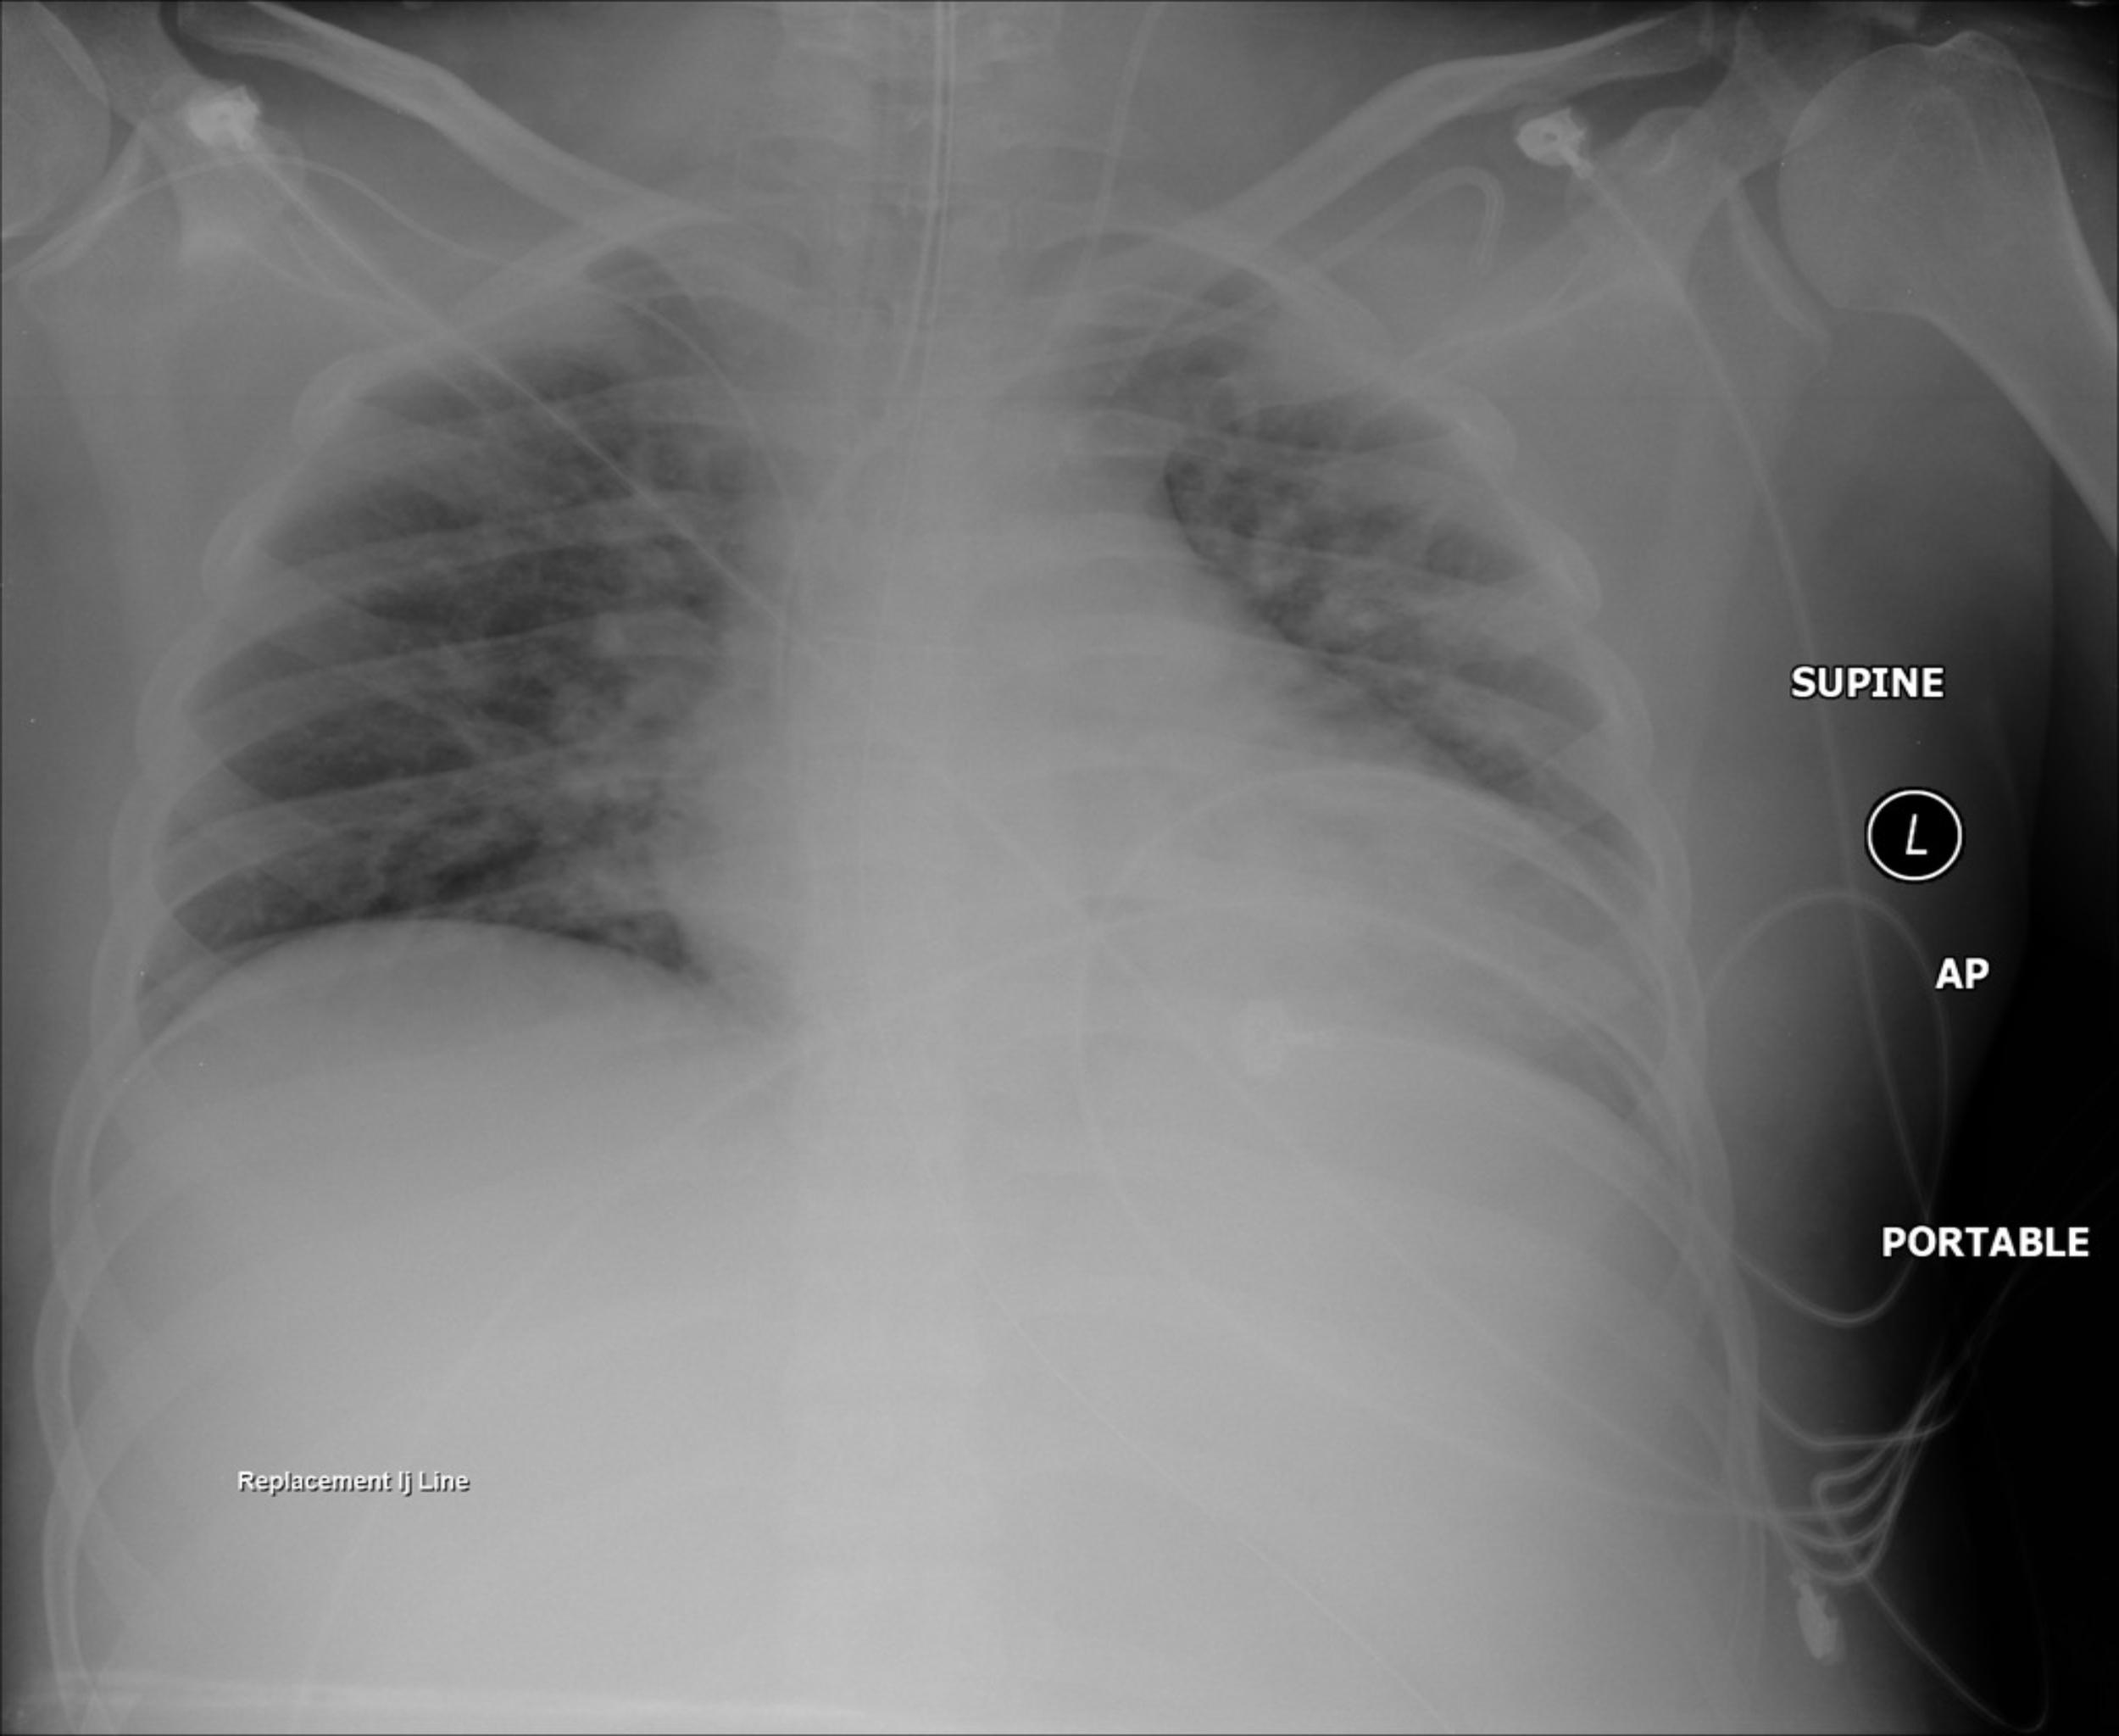 SUPINE
L
AP
PORTABLE
Replacement Ij Line